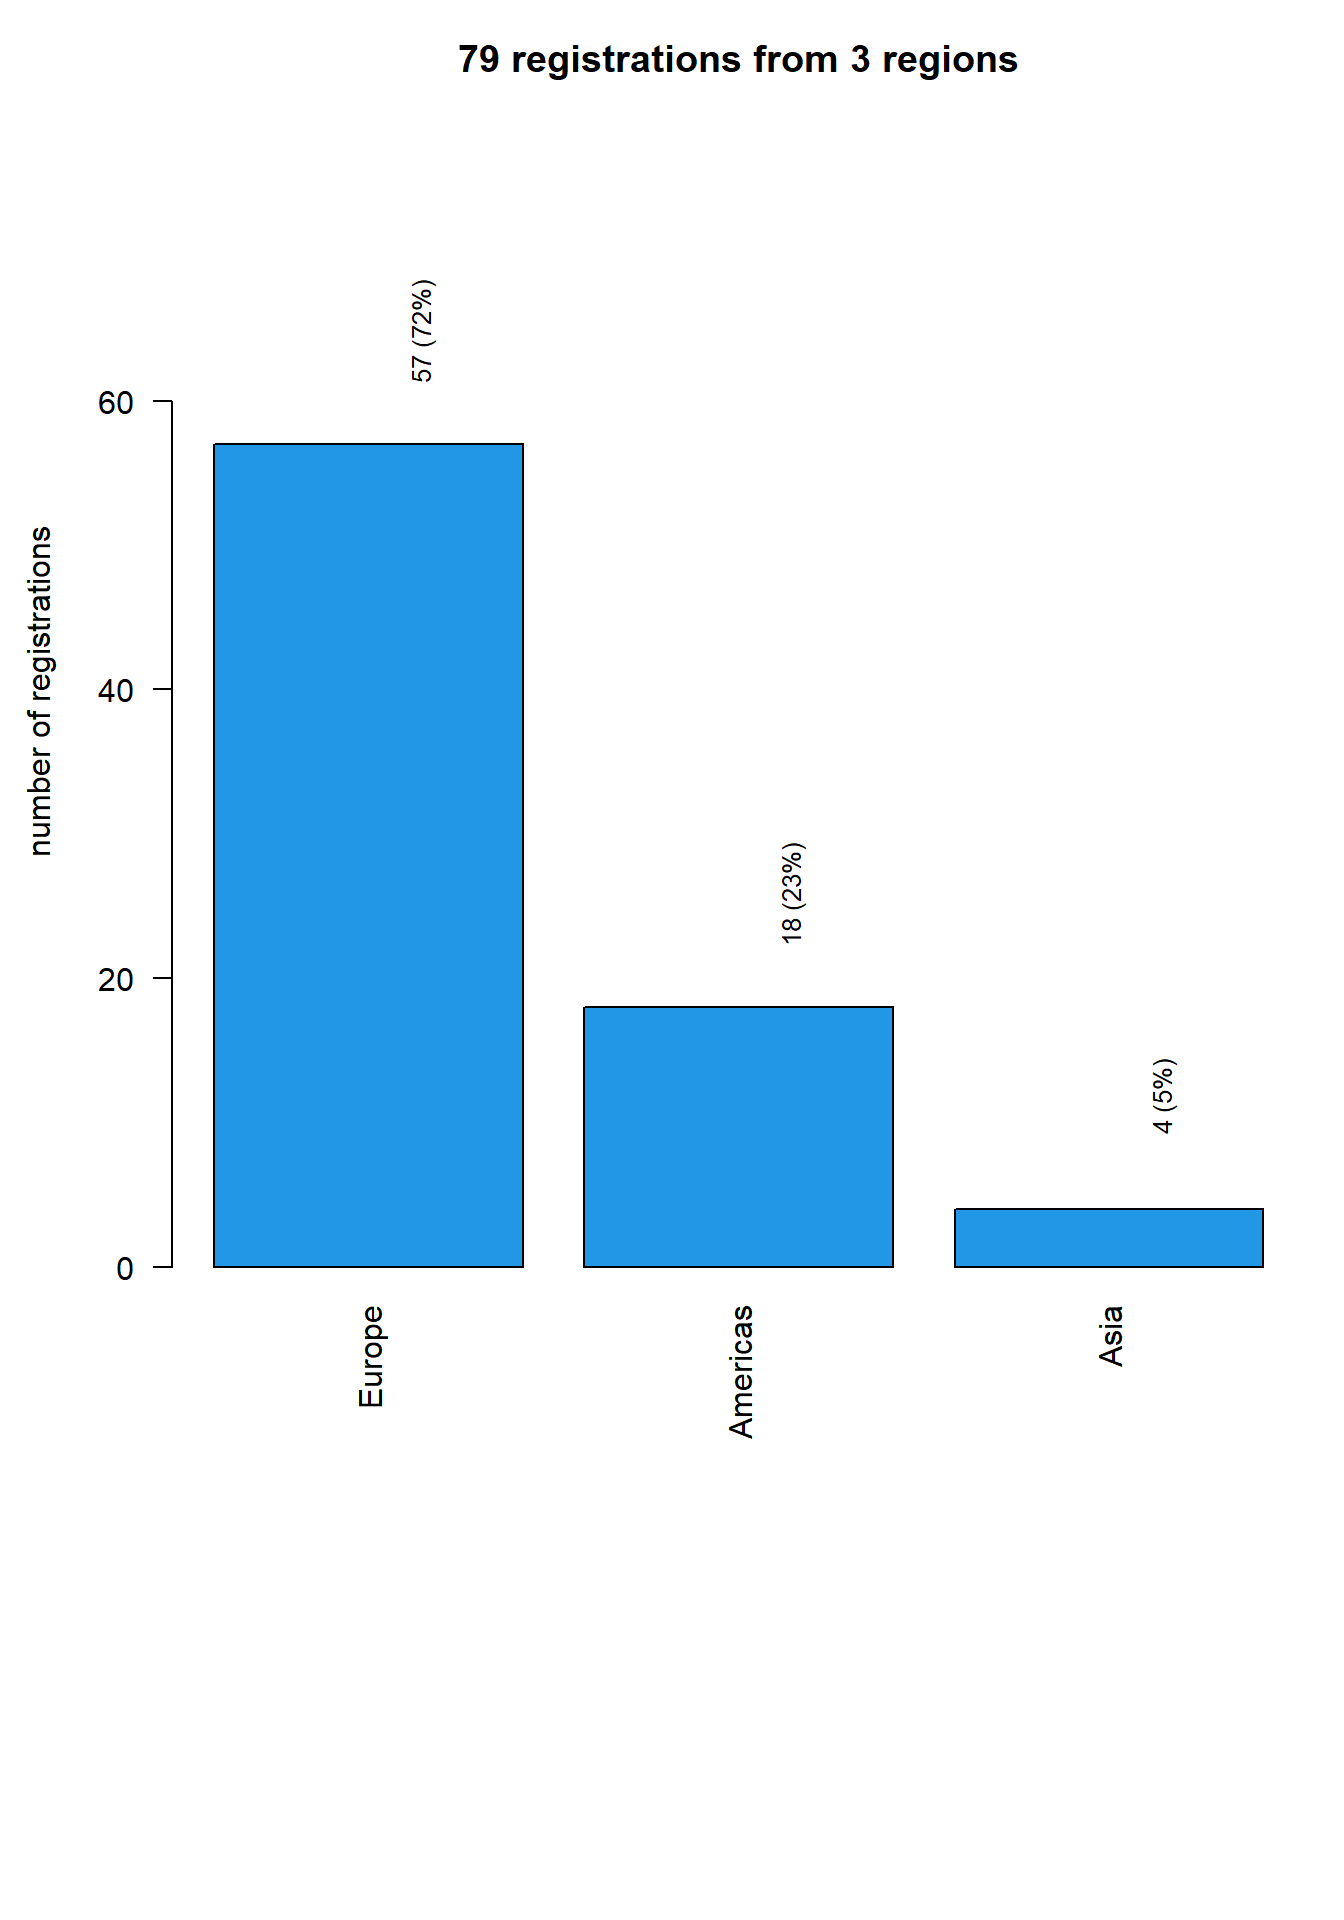 79 registrations from 3 regions
57 (72%)
60
number of registrations
40
18 (23%)
20
4 (5%)
0
Europe
Americas
Asia